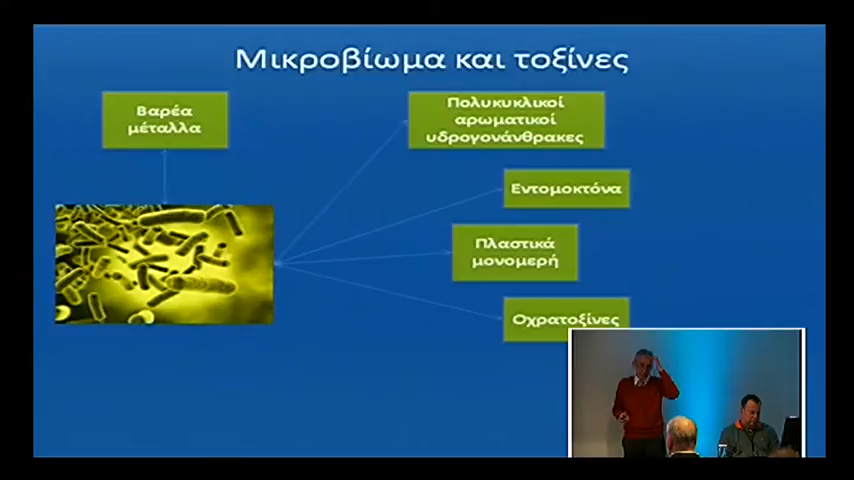 Μικροβίωμα και τοξίνες
Βαρέα
μέταλλα
Πολυκυκλικοί
αρωματικοί
υδρογονάνθρακες
Εντομοκτόνα
Πλαστικά
μονομερή
Οχρατοξίνες